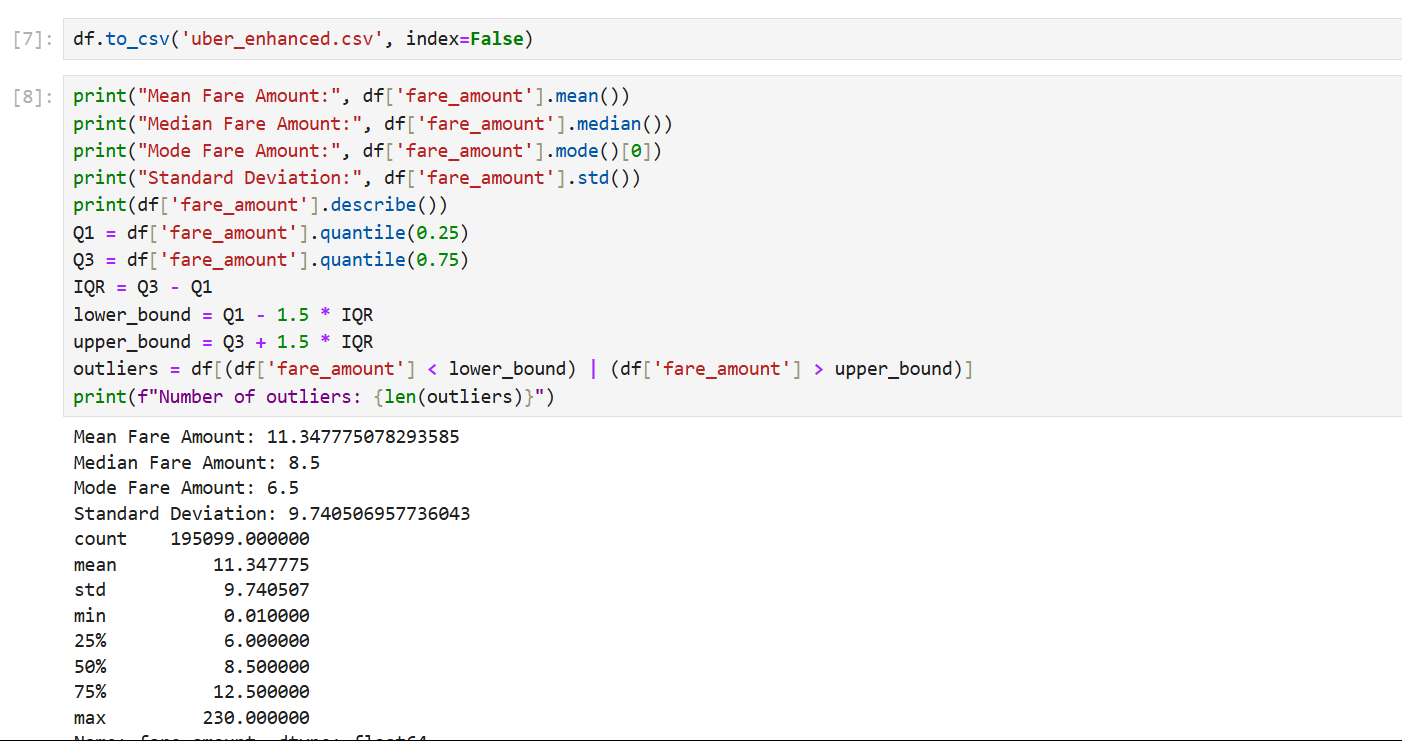 [7]: df.to_csv('uber_enhanced.csv', index=False)
[8]: print("Mean Fare Amount:", df['fare_amount'].mean())
print("Median Fare Amount:", df['fare_amount'].median())
print("Mode Fare Amount:", df['fare_amount'].mode()[0])
print("Standard Deviation:", df['fare_amount'].std())
print(df['fare_amount'].describe())
Q1 = df['fare_amount'].quantile(0.25)
Q3 = df['fare_amount'].quantile(0.75)
IQR = Q3 - Q1
lower_bound = Q1 - 1.5 * IQR
upper_bound = Q3 + 1.5 * IQR
outliers = df[(df['fare_amount'] < lower_bound) | (df['fare_amount'] > upper_bound)]
print(f"Number of outliers: {len(outliers)}")
Mean Fare Amount: 11.347775078293585
Median Fare Amount: 8.5
Mode Fare Amount: 6.5
Standard Deviation: 9.740506957736043
count    195099.000000
mean         11.347775
std           9.740507
min           0.010000
25%           6.000000
50%           8.500000
75%          12.500000
max         230.000000
Name: fare_amount, dtype: float64